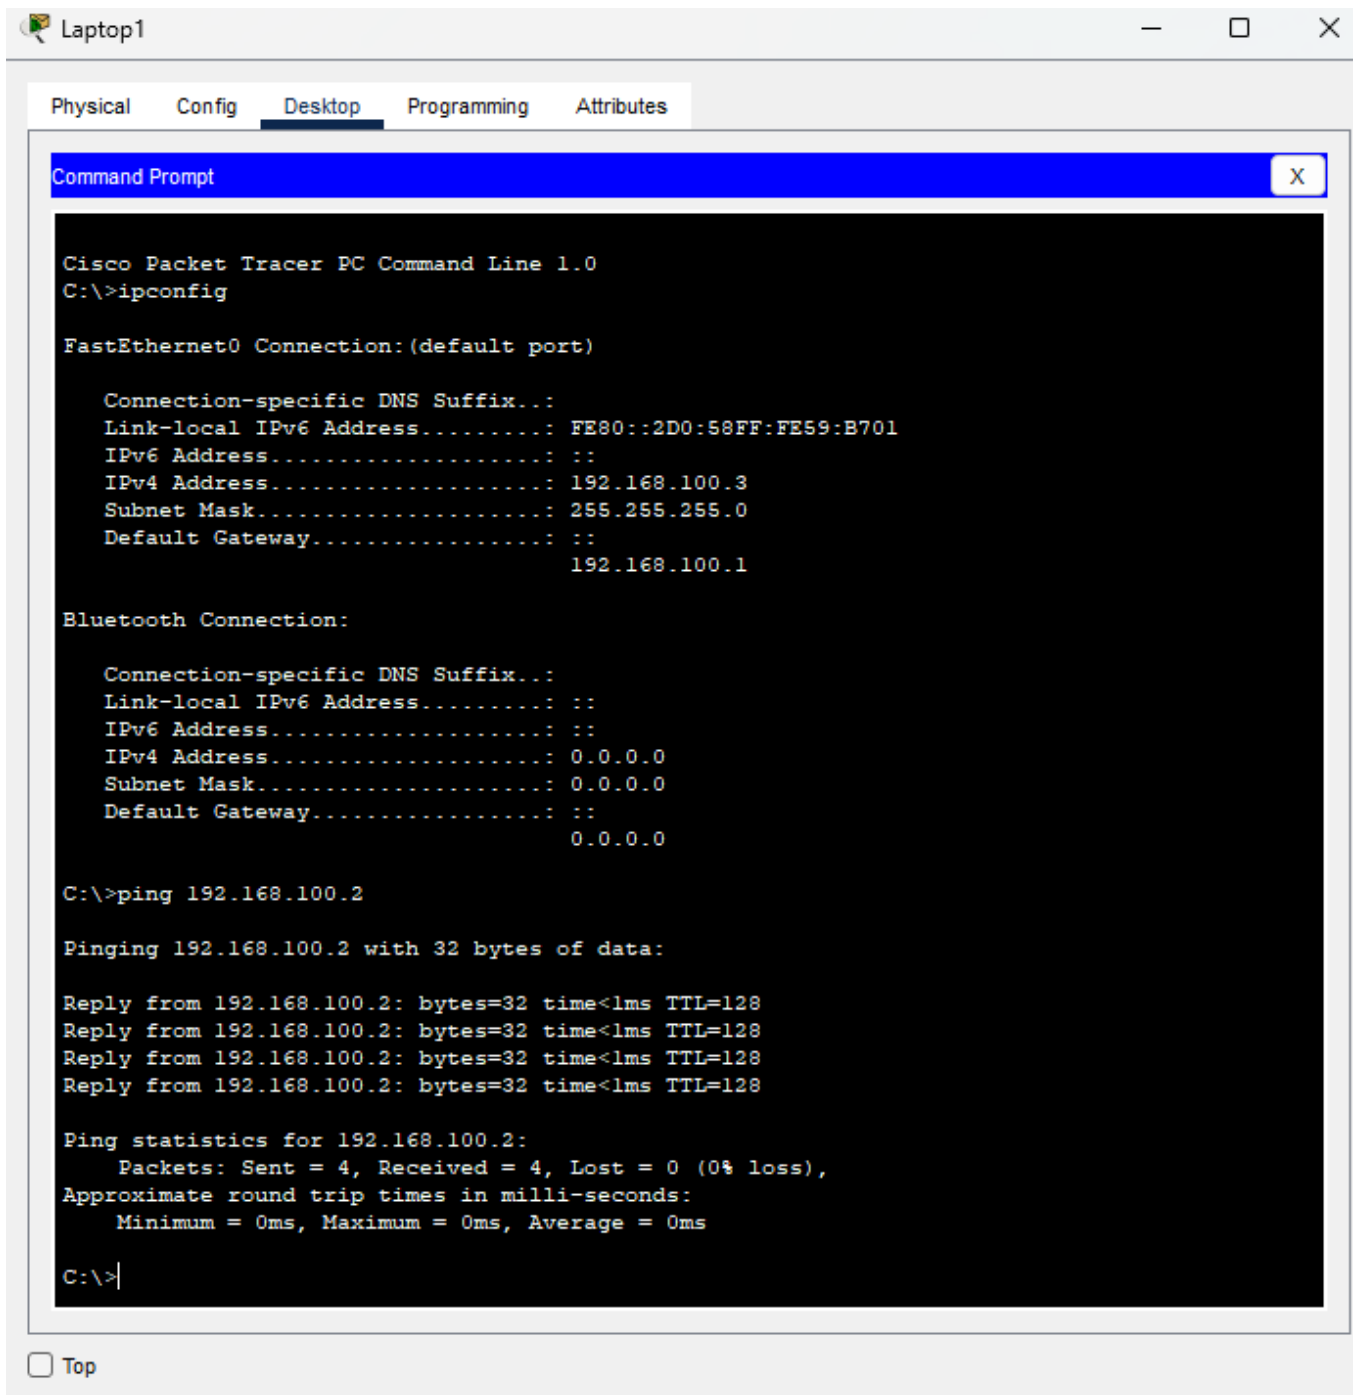 Laptop1
Physical Config Desktop Programming Attributes
Command Prompt X
Cisco Packet Tracer PC Command Line 1.0
C:\>ipconfig
FastEthernet0 Connection:(default port)
Connection-specific DNS Suffix..:
Link-local IPv6 Address.........: FE80::2D0:58FF:FE59:B701
IPv6 Address....................: ::
IPv4 Address....................: 192.168.100.3
Subnet Mask.....................: 255.255.255.0
Default Gateway.................: ::
192.168.100.1
Bluetooth Connection:
Connection-specific DNS Suffix..:
Link-local IPv6 Address.........: ::
IPv6 Address....................: ::
IPv4 Address....................: 0.0.0.0
Subnet Mask.....................: 0.0.0.0
Default Gateway.................: ::
0.0.0.0
C:\>ping 192.168.100.2
Pinging 192.168.100.2 with 32 bytes of data:
Reply from 192.168.100.2: bytes=32 time<1ms TTL=128
Reply from 192.168.100.2: bytes=32 time<1ms TTL=128
Reply from 192.168.100.2: bytes=32 time<1ms TTL=128
Reply from 192.168.100.2: bytes=32 time<1ms TTL=128
Ping statistics for 192.168.100.2:
Packets: Sent = 4, Received = 4, Lost = 0 (0% loss),
Approximate round trip times in milli-seconds:
Minimum = 0ms, Maximum = 0ms, Average = 0ms
C:\>
Top